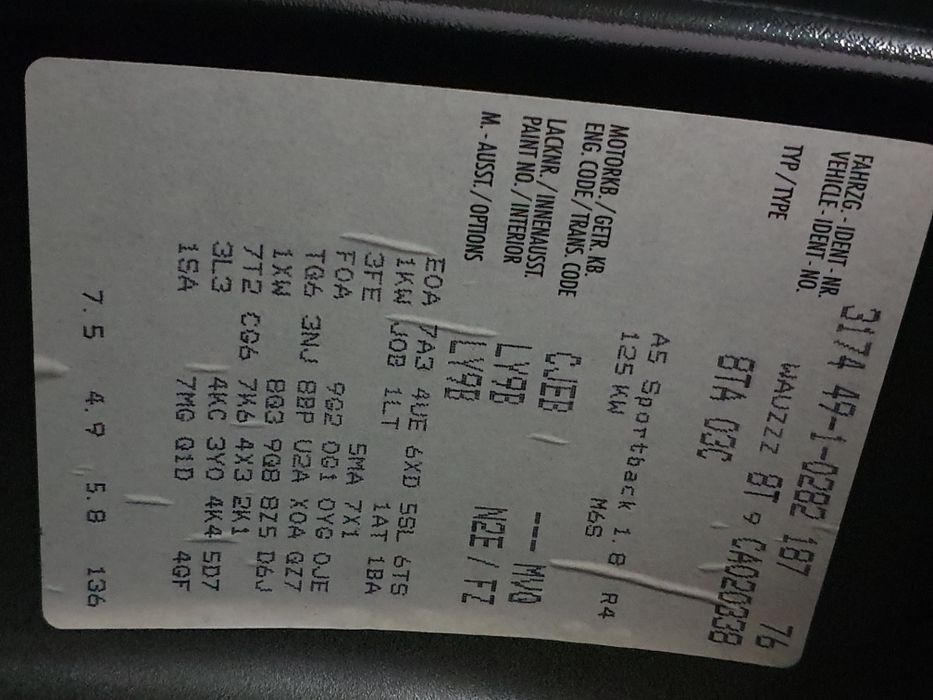 3174 49-1-0282 187 76
FAHRZG.-IDENT-NR.
VEHICLE-IDENT-NO. WAUZZZ 8T 9 CA020838
TYP/TYPE 8TA 03C
A5 Sportback 1.8 R4
125 KW M6S
MOTORKB./GETR.KB.
ENG. CODE/TRANS. CODE CJEB --- MVQ
LACKNR./INNENAUSST.
PAINT NO./INTERIOR LY9B N2E / FZ
LY9B
M.-AUSST./OPTIONS
E0A 7A3 4UE 6XD 5SL 6TS
1KW J0B 1LT 1AT 1BA
3FE 5MA 7X1
F0A 9G2 0G1 0YG 0JE
TG6 3NJ 8BP U2A X0A QZ7
1XW 8Q3 9Q8 8Z5 D6J
7T2 CG6 7K6 4X3 2K1
3L3 4KC 3Y0 4K4 5D7
1SA 7MG Q1D 4GF
7.5 4.9 5.8 136